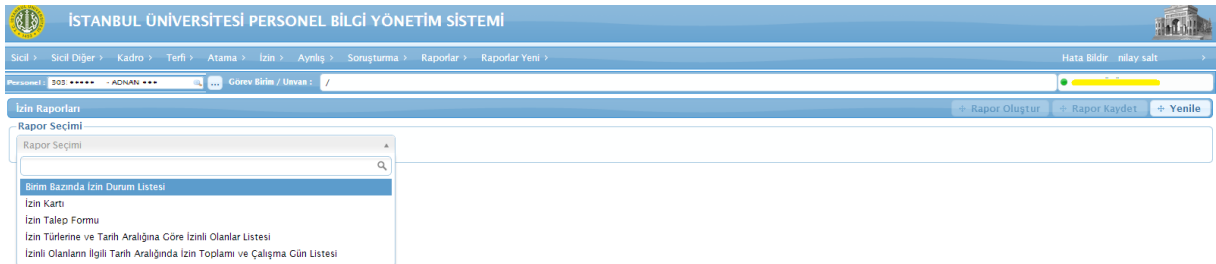 İSTANBUL ÜNİVERSİTESİ PERSONEL BİLGİ YÖNETİM SİSTEMİ
Sicil > Sicil Diğer > Kadro > Terfi > Atama > İzin > Ayrılış > Soruşturma > Raporlar > Raporlar Yeni > Hata Bildir nilay salt >
Personel : 303 ••••• - ADNAN ••• ... Görev Birim / Unvan : /
İzin Raporları Rapor Oluştur Rapor Kaydet Yenile
Rapor Seçimi
Rapor Seçimi
Birim Bazında İzin Durum Listesi
İzin Kartı
İzin Talep Formu
İzin Türlerine ve Tarih Aralığına Göre İzinli Olanlar Listesi
İzinli Olanların İlgili Tarih Aralığında İzin Toplamı ve Çalışma Gün Listesi